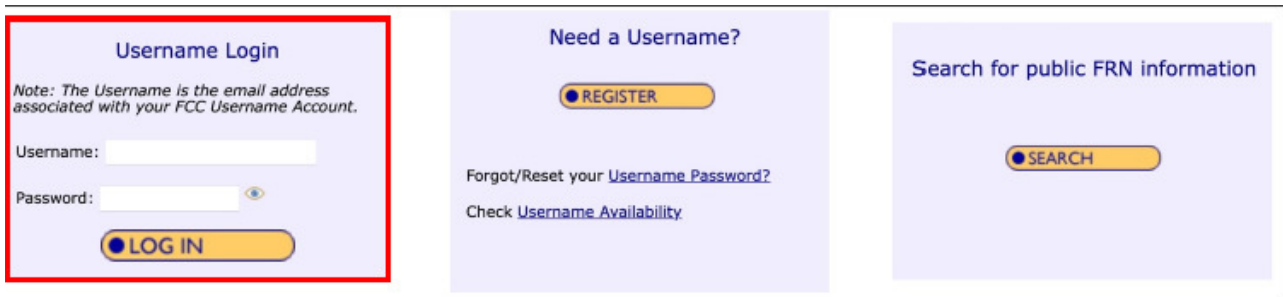 Username Login
Note: The Username is the email address
associated with your FCC Username Account.
Username:
Password:
LOG IN
Need a Username?
REGISTER
Forgot/Reset your Username Password?
Check Username Availability
Search for public FRN information
SEARCH